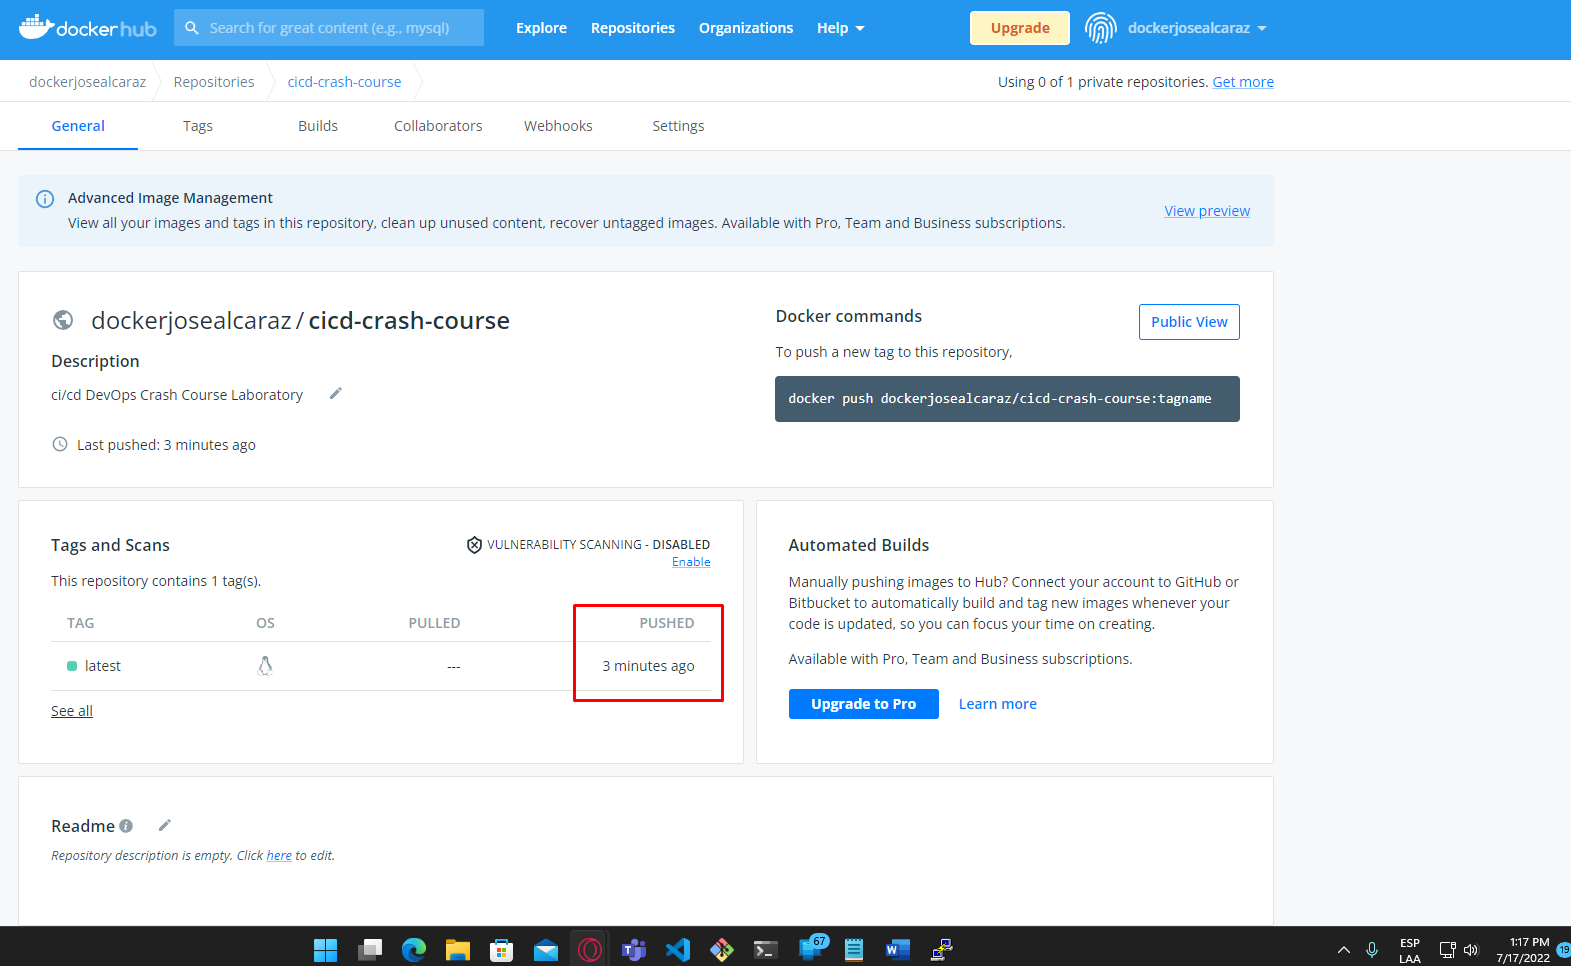 docker hub
Search for great content (e.g., mysql)
Explore
Repositories
Organizations
Help
Upgrade
dockerjosealcaraz
dockerjosealcaraz
Repositories
cicd-crash-course
Using 0 of 1 private repositories. Get more
General
Tags
Builds
Collaborators
Webhooks
Settings
Advanced Image Management
View all your images and tags in this repository, clean up unused content, recover untagged images. Available with Pro, Team and Business subscriptions.
View preview
dockerjosealcaraz / cicd-crash-course
Description
ci/cd DevOps Crash Course Laboratory
Last pushed: 3 minutes ago
Docker commands
Public View
To push a new tag to this repository,
docker push dockerjosealcaraz/cicd-crash-course:tagname
Tags and Scans
VULNERABILITY SCANNING - DISABLED
Enable
This repository contains 1 tag(s).
TAG OS PULLED PUSHED
latest --- 3 minutes ago
See all
Automated Builds
Manually pushing images to Hub? Connect your account to GitHub or
Bitbucket to automatically build and tag new images whenever your
code is updated, so you can focus your time on creating.
Available with Pro, Team and Business subscriptions.
Upgrade to Pro
Learn more
Readme
Repository description is empty. Click here to edit.
67
ESP
LAA
1:17 PM
7/17/2022
19